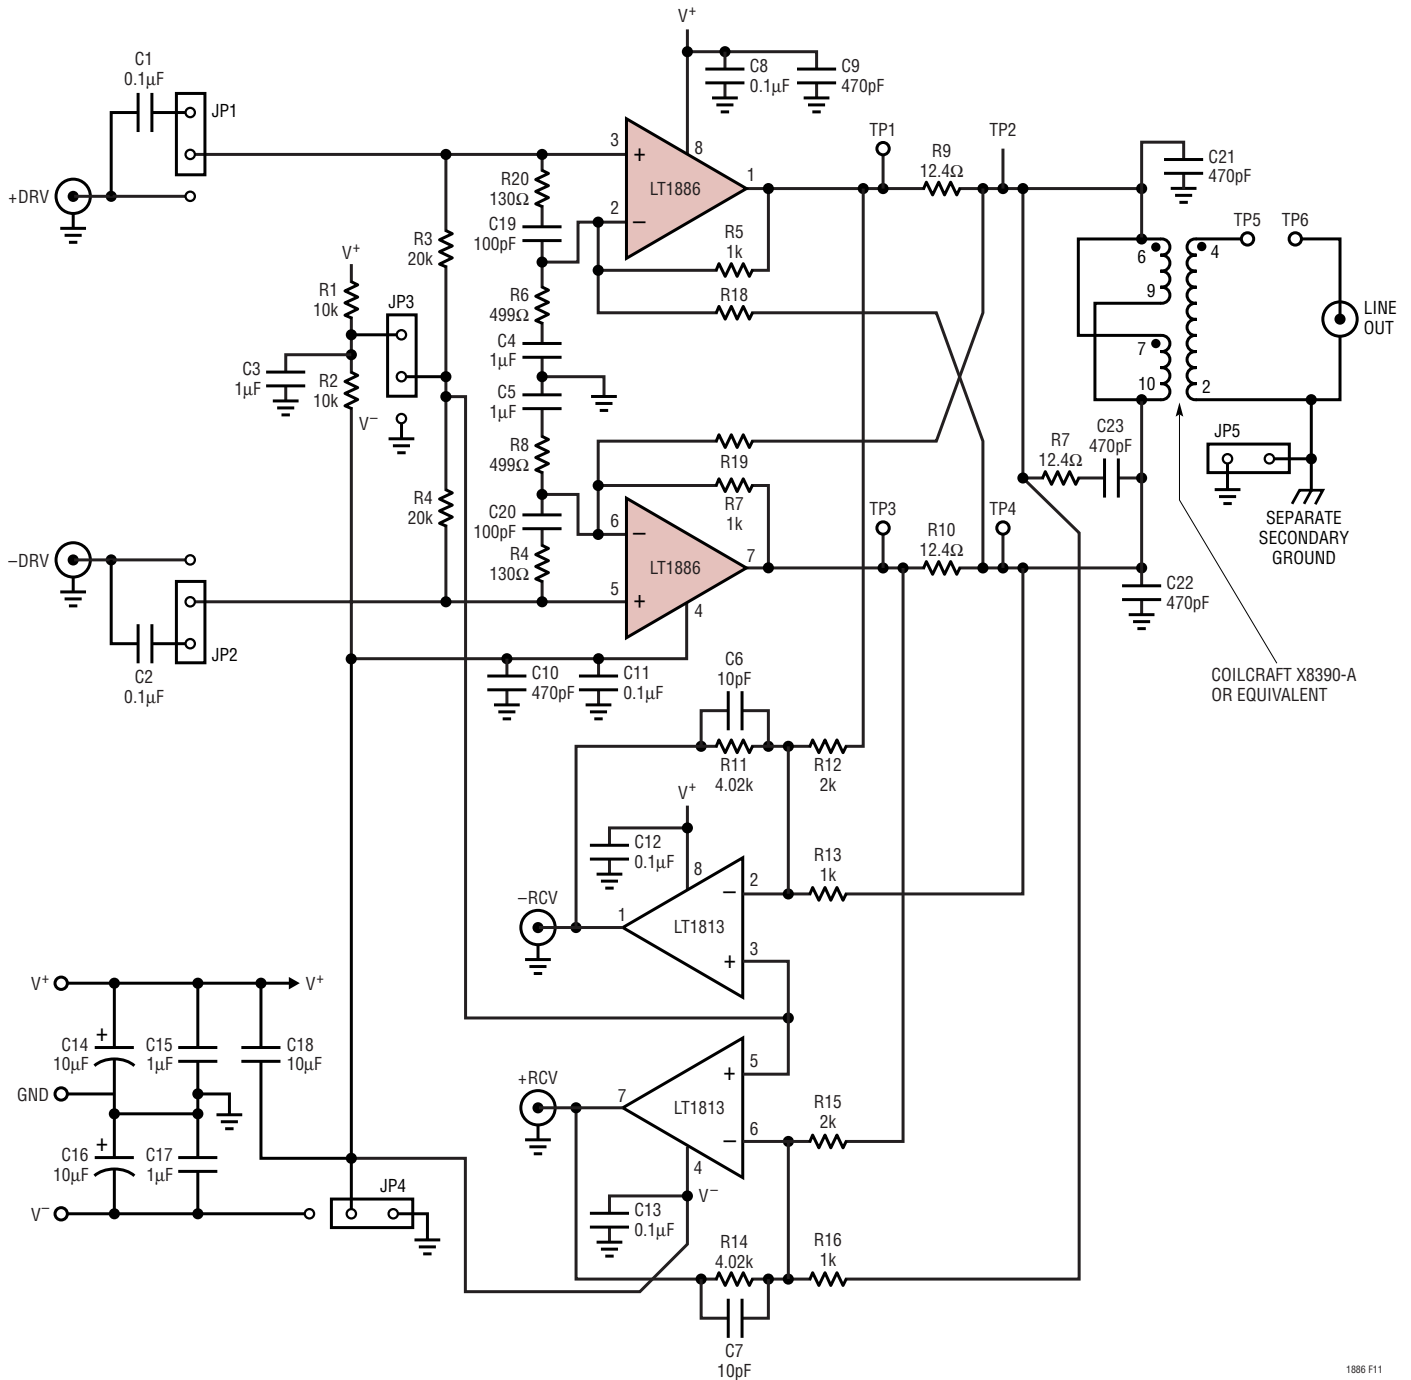 V+
C1
0.1µF
JP1
+DRV
C8
0.1µF
C9
470pF
3
+
8
LT1886
1
2
–
R20
130Ω
C19
100pF
R3
20k
R5
1k
R6
499Ω
R18
C4
1µF
V+
R1
10k
JP3
C3
1µF
R2
10k
V–
C5
1µF
R8
499Ω
R19
R7
1k
R4
20k
C20
100pF
R4
130Ω
6
–
LT1886
7
5
+
4
–DRV
JP2
C2
0.1µF
C10
470pF
C11
0.1µF
TP1
R9
12.4Ω
TP2
C21
470pF
TP5
TP6
6
9
7
10
4
2
LINE
OUT
R7
12.4Ω
C23
470pF
JP5
SEPARATE
SECONDARY
GROUND
TP3
R10
12.4Ω
TP4
C22
470pF
COILCRAFT X8390-A
OR EQUIVALENT
C6
10pF
R11
4.02k
R12
2k
V+
C12
0.1µF
8
2
–
R13
1k
–RCV
1
LT1813
3
+
+RCV
7
LT1813
5
+
6
–
R15
2k
4
V–
C13
0.1µF
R14
4.02k
R16
1k
C7
10pF
V+
V+
+
C14
10µF
C15
1µF
C18
10µF
GND
+
C16
10µF
C17
1µF
V–
JP4
1886 F11